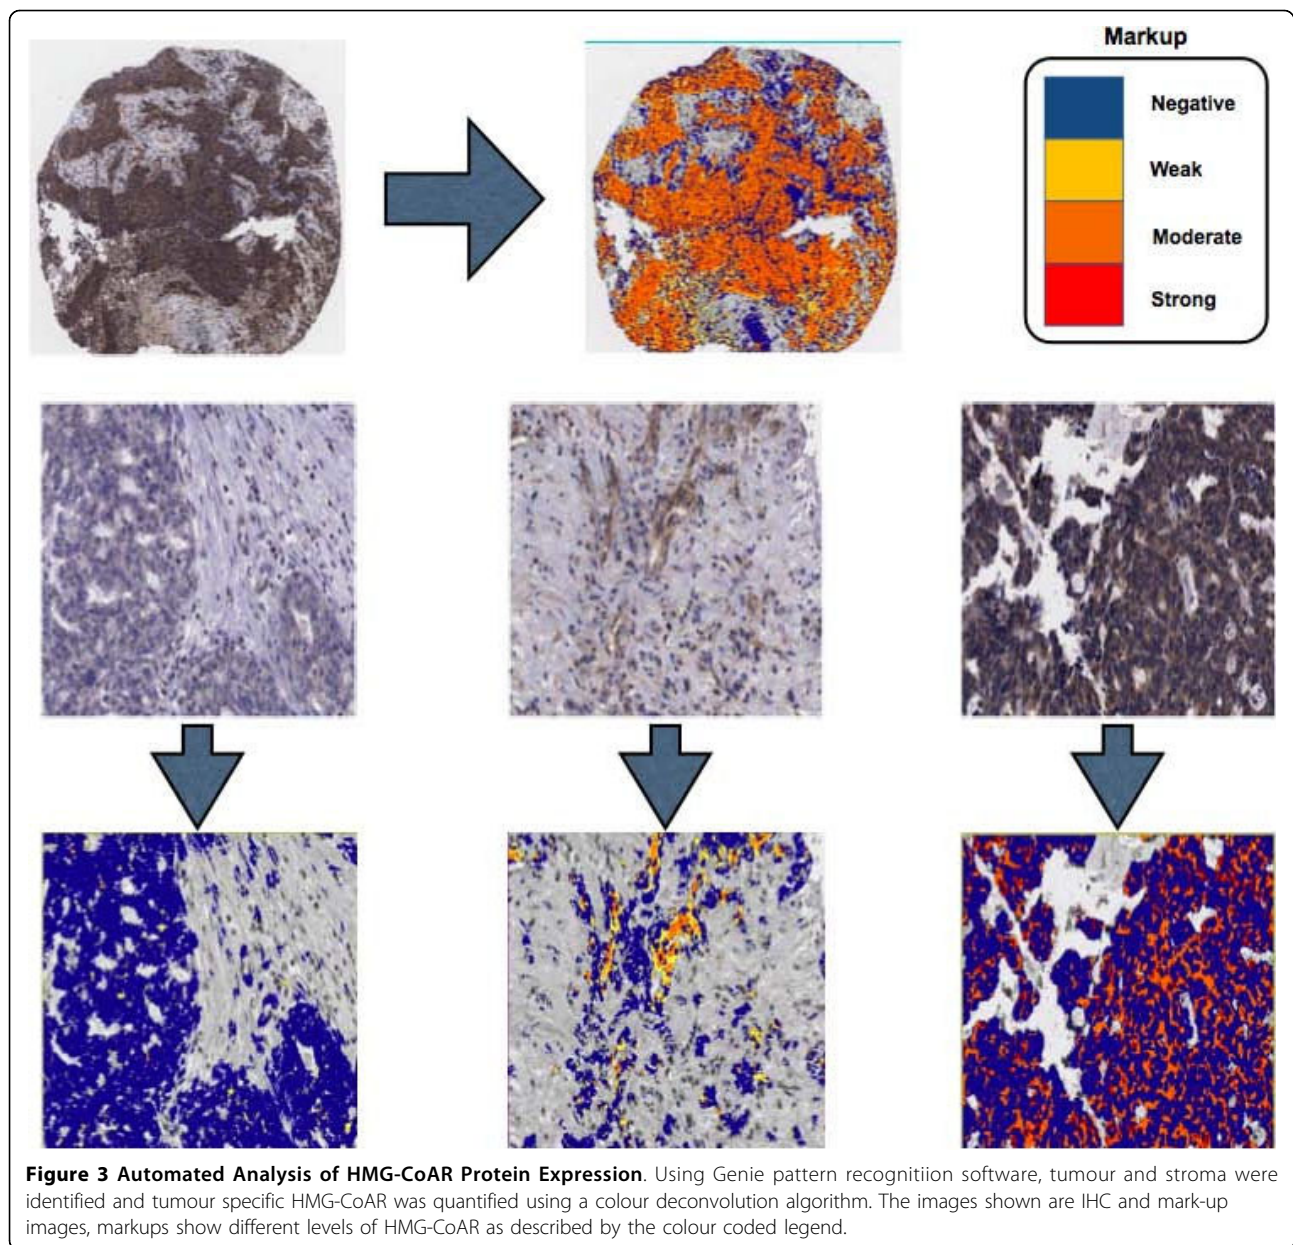 Markup
Negative
Weak
Moderate
Strong
Figure 3 Automated Analysis of HMG-CoAR Protein Expression. Using Genie pattern recognitiion software, tumour and stroma were
identified and tumour specific HMG-CoAR was quantified using a colour deconvolution algorithm. The images shown are IHC and mark-up
images, markups show different levels of HMG-CoAR as described by the colour coded legend.